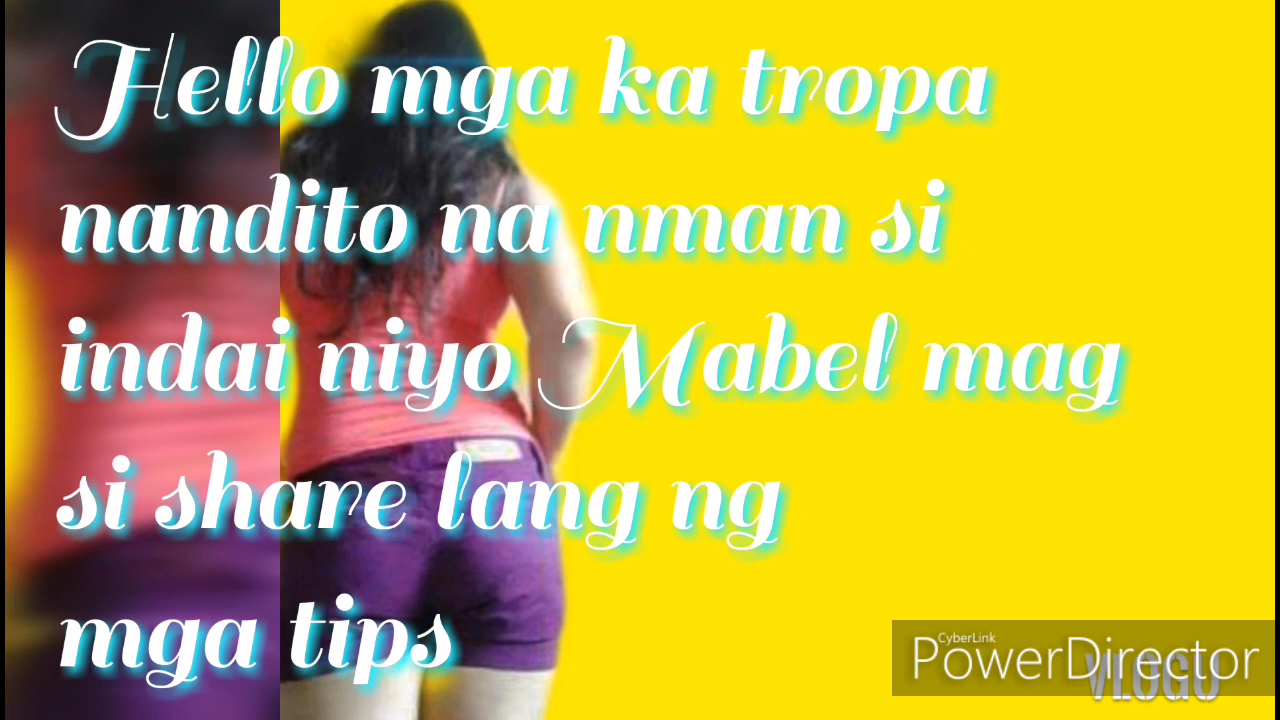 Hello mga ka tropa
nandito na nman si
indai niyo Mabel mag
si share lang ng
mga tips
CyberLink
PowerDirector
VLOGU